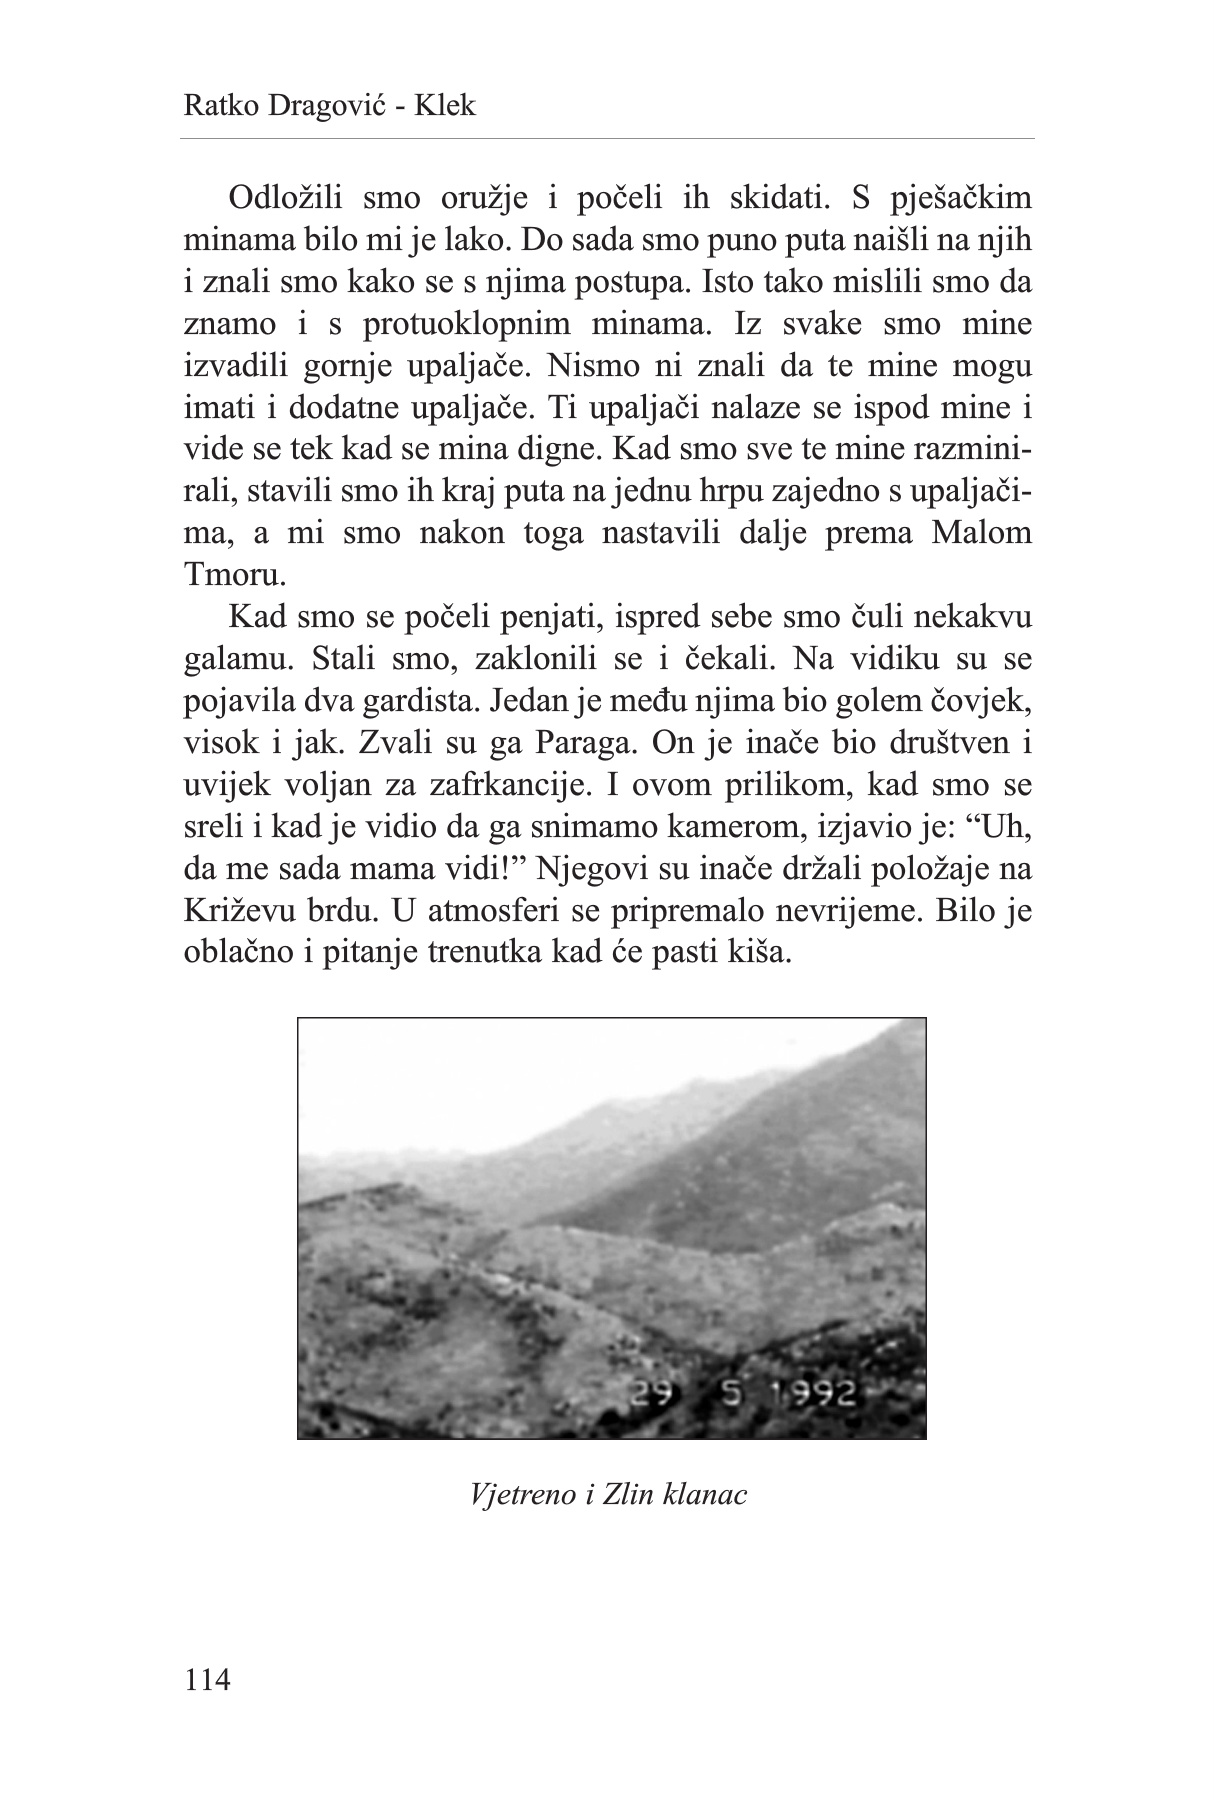 Ratko Dragović - Klek
Odložili smo oružje i počeli ih skidati. S pješačkim
minama bilo mi je lako. Do sada smo puno puta naišli na njih
i znali smo kako se s njima postupa. Isto tako mislili smo da
znamo i s protuoklopnim minama. Iz svake smo mine
izvadili gornje upaljače. Nismo ni znali da te mine mogu
imati i dodatne upaljače. Ti upaljači nalaze se ispod mine i
vide se tek kad se mina digne. Kad smo sve te mine razmini-
rali, stavili smo ih kraj puta na jednu hrpu zajedno s upaljači-
ma, a mi smo nakon toga nastavili dalje prema Malom
Tmoru.
Kad smo se počeli penjati, ispred sebe smo čuli nekakvu
galamu. Stali smo, zaklonili se i čekali. Na vidiku su se
pojavila dva gardista. Jedan je među njima bio golem čovjek,
visok i jak. Zvali su ga Paraga. On je inače bio društven i
uvijek voljan za zafrkancije. I ovom prilikom, kad smo se
sreli i kad je vidio da ga snimamo kamerom, izjavio je: “Uh,
da me sada mama vidi!” Njegovi su inače držali položaje na
Križevu brdu. U atmosferi se pripremalo nevrijeme. Bilo je
oblačno i pitanje trenutka kad će pasti kiša.
29 5 1992
Vjetreno i Zlin klanac
114